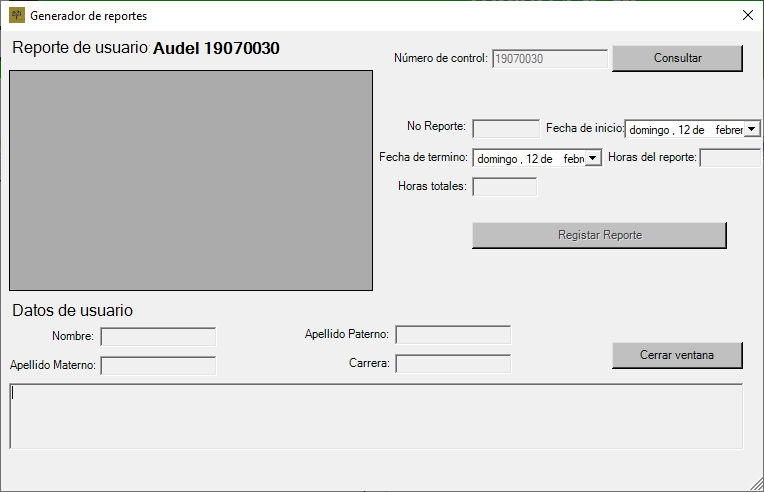 Generador de reportes
Reporte de usuario: Audel 19070030
Número de control: 19070030 Consultar
No Reporte: Fecha de inicio: domingo , 12 de febrer
Fecha de termino: domingo , 12 de febre Horas del reporte:
Horas totales:
Registar Reporte
Datos de usuario
Nombre: Apellido Paterno:
Apellido Materno: Carrera: Cerrar ventana